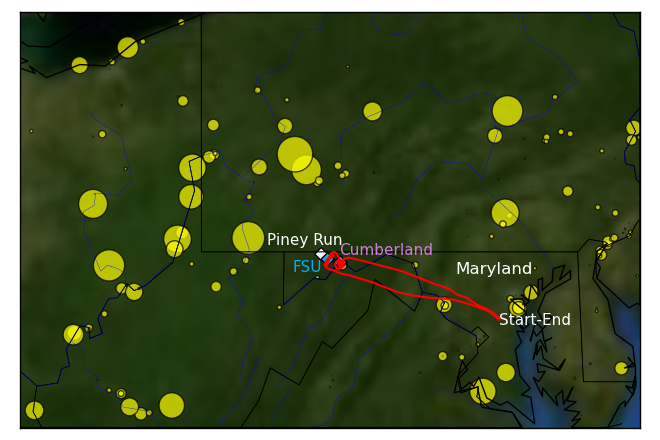 Piney Run
Cumberland
FSU
Maryland
Start-End